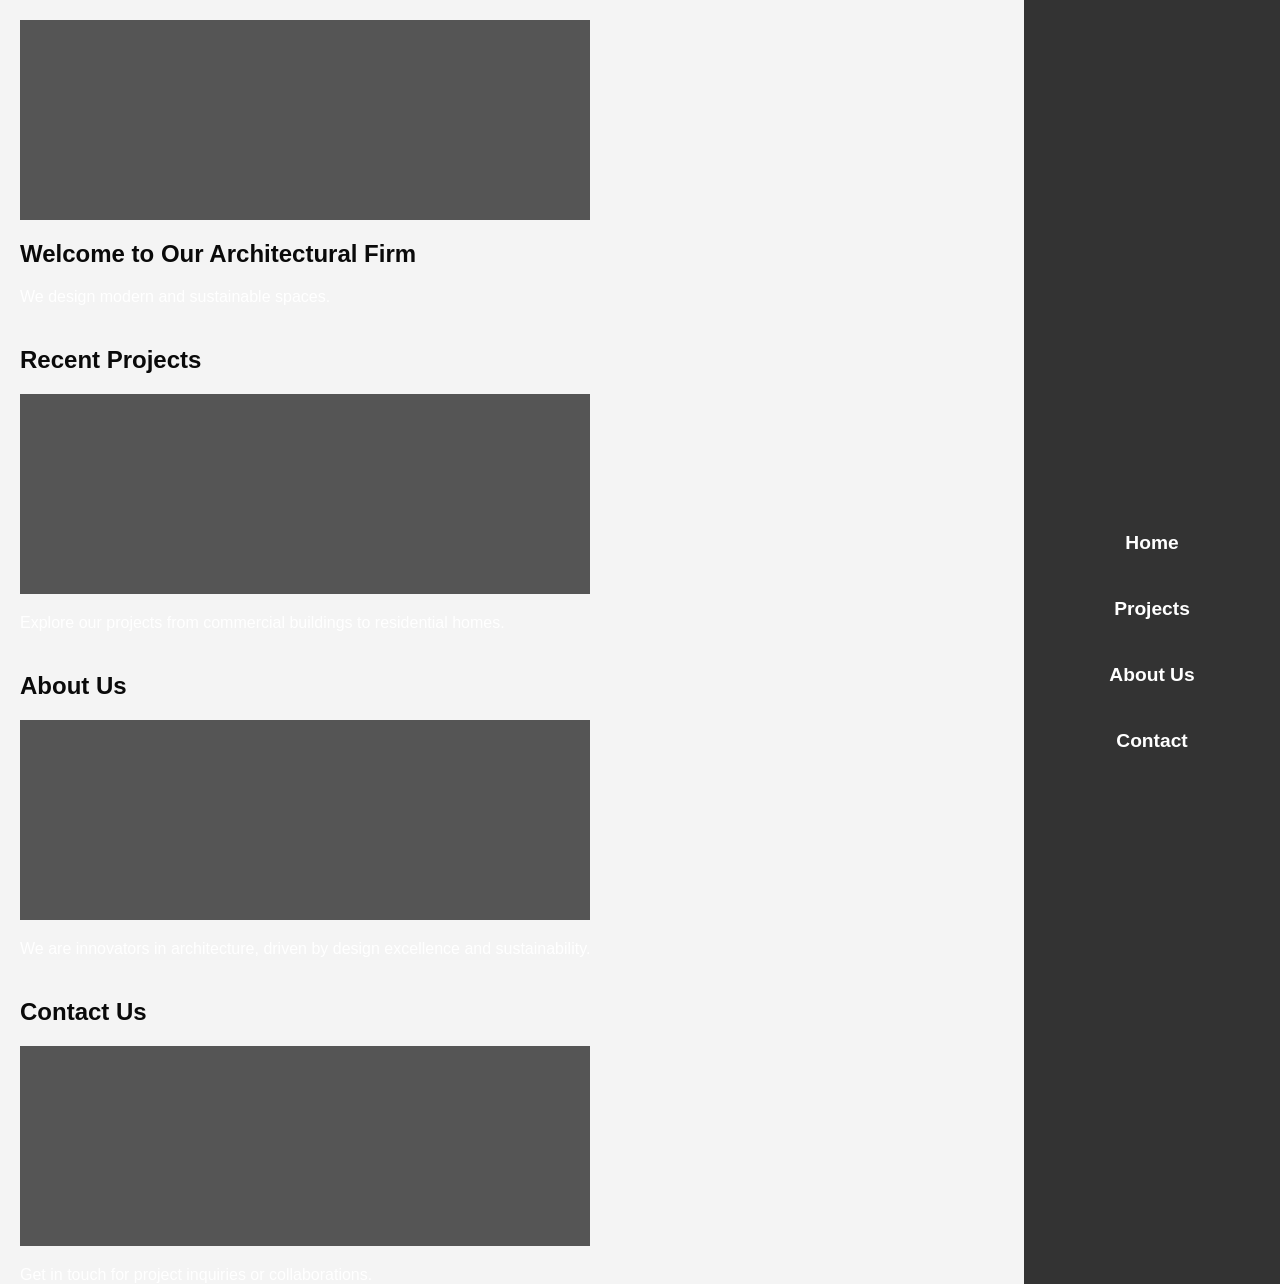 Welcome to Our Architectural Firm
We design modern and sustainable spaces.
Recent Projects
Explore our projects from commercial buildings to residential homes.
About Us
We are innovators in architecture, driven by design excellence and sustainability.
Contact Us
Get in touch for project inquiries or collaborations.
Home
Projects
About Us
Contact